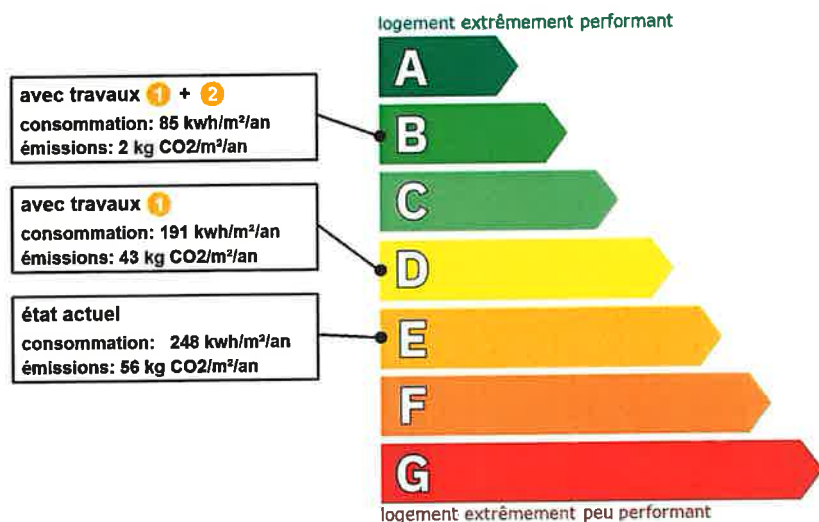 logement extrêmement performant
A
avec travaux 1 + 2
consommation: 85 kwh/m²/an
émissions: 2 kg CO2/m²/an
B
C
avec travaux 1
consommation: 191 kwh/m²/an
émissions: 43 kg CO2/m²/an
D
état actuel
consommation: 248 kwh/m²/an
émissions: 56 kg CO2/m²/an
E
F
G
logement extrêmement peu performant